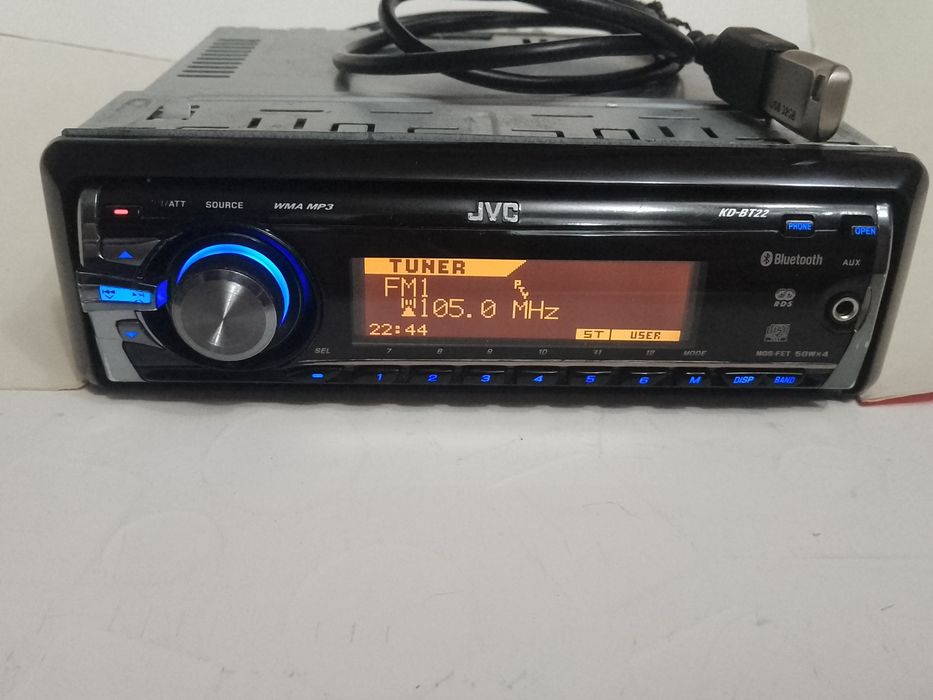 /ATT SOURCE WMA MP3 JVC KD-BT22
PHONE OPEN
TUNER
Bluetooth AUX
FM1
105.0 MHz
R·D·S
22:44 ST USER
SEL 7 8 9 10 11 12 MODE MOS-FET 50W×4
1 2 3 4 5 6 M DISP BAND